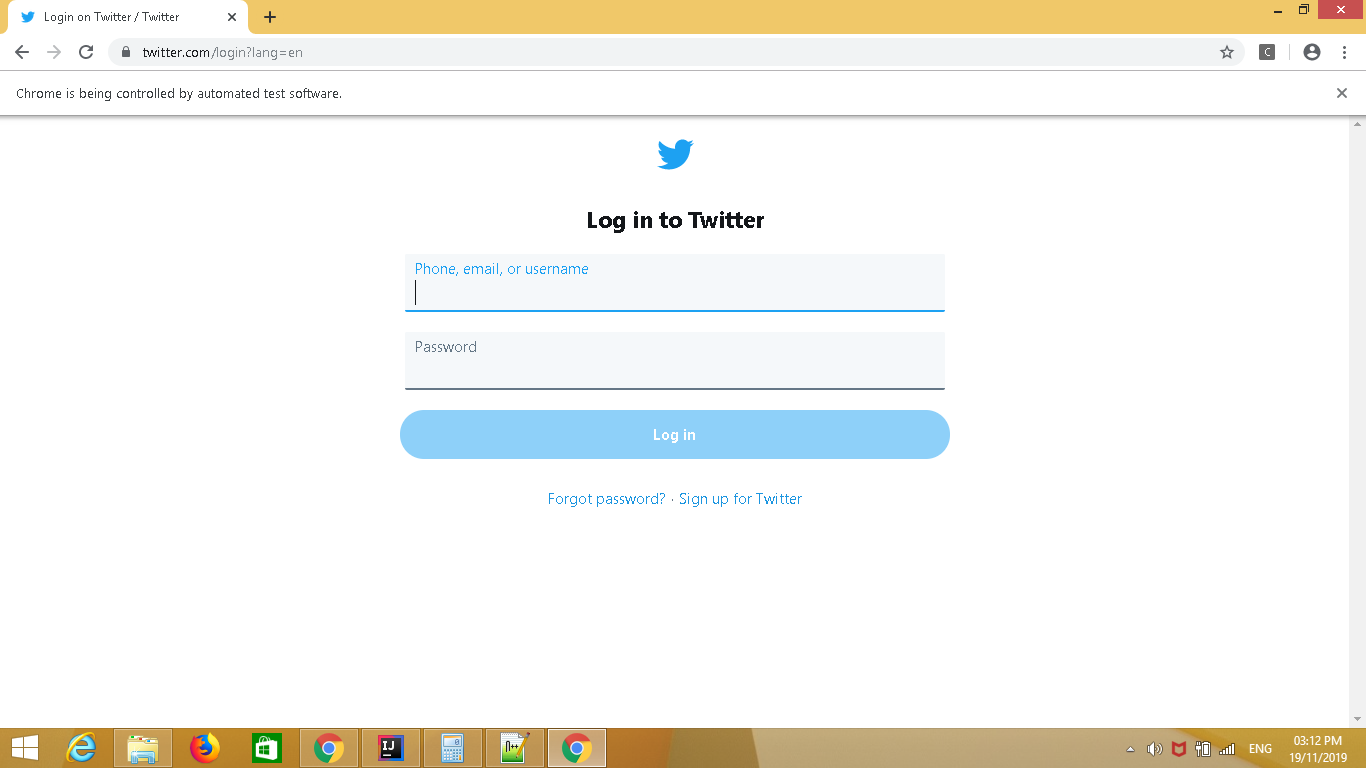 Login on Twitter / Twitter
twitter.com/login?lang=en
C
Chrome is being controlled by automated test software.
Log in to Twitter
Phone, email, or username
Password
Log in
Forgot password? · Sign up for Twitter
IJ
N++
ENG
03:12 PM
19/11/2019